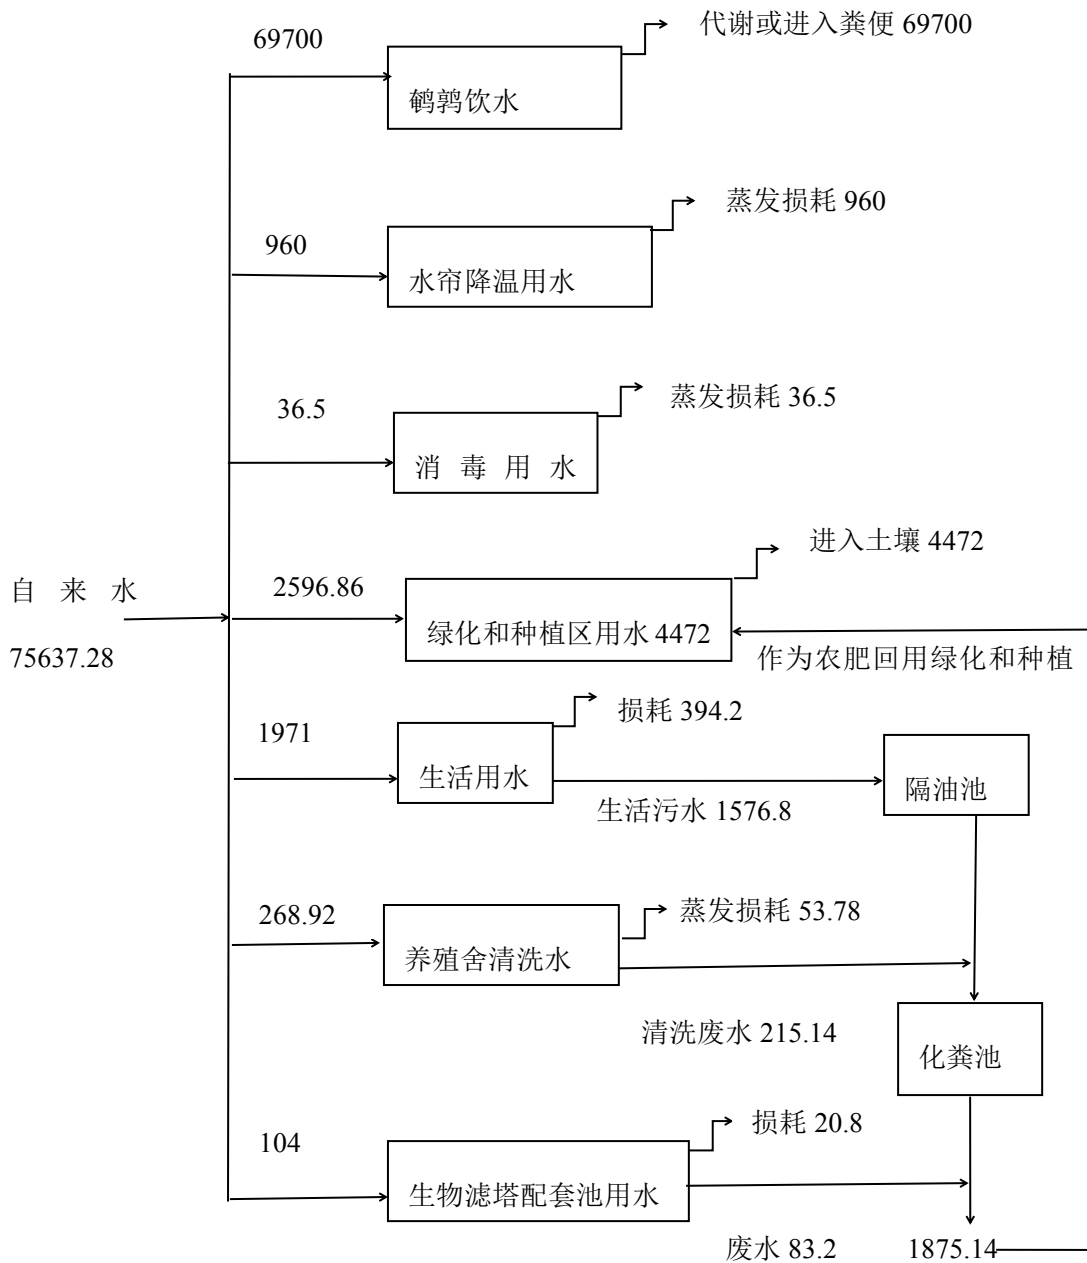 代谢或进入粪便 69700
69700
鹌鹑饮水
蒸发损耗 960
960
水帘降温用水
蒸发损耗 36.5
36.5
消 毒 用 水
进入土壤 4472
自 来 水
75637.28
2596.86
绿化和种植区用水 4472
作为农肥回用绿化和种植
损耗 394.2
1971
生活用水
生活污水 1576.8
隔油池
蒸发损耗 53.78
268.92
养殖舍清洗水
清洗废水 215.14
化粪池
损耗 20.8
104
生物滤塔配套池用水
废水 83.2
1875.14